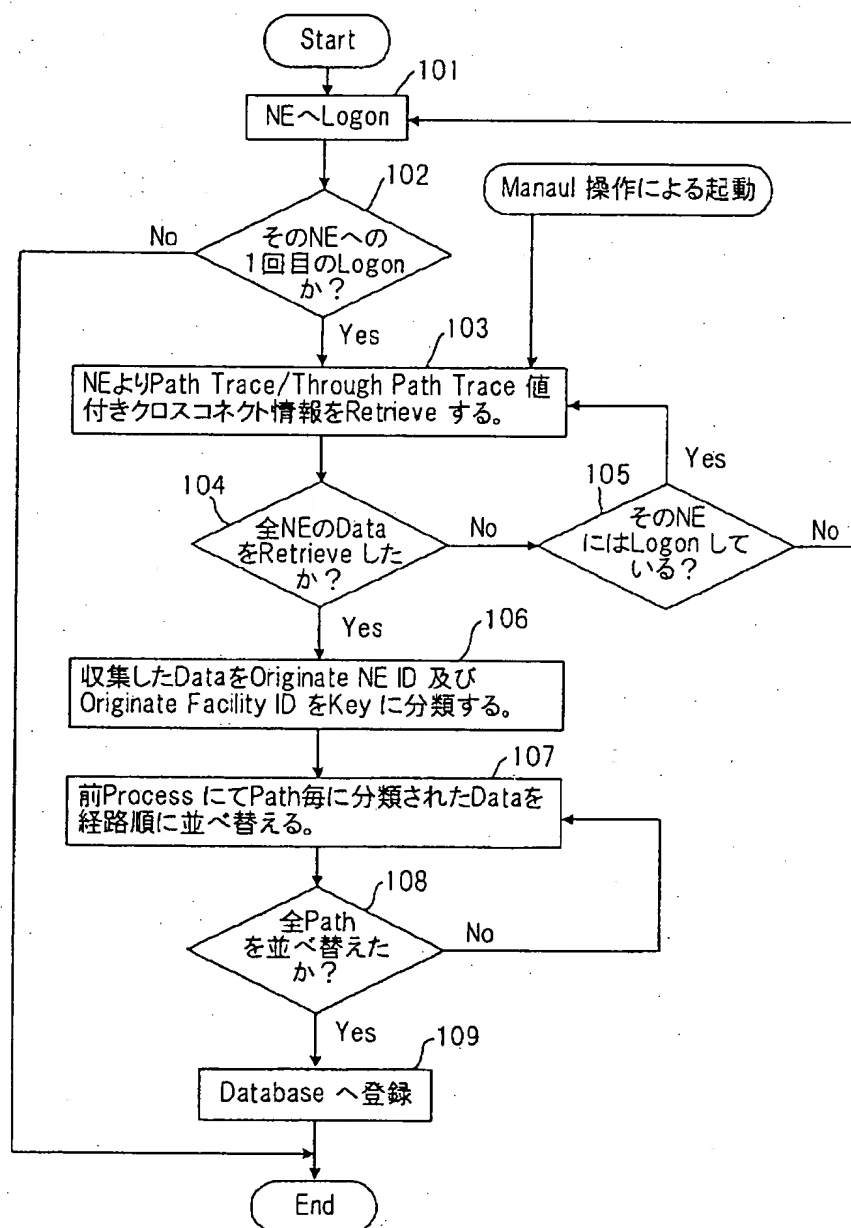 Start
101
NEへLogon
102
Manaul 操作による起動
No
そのNEへの
1回目のLogon
か？
Yes
103
NEよりPath Trace/Through Path Trace 値
付きクロスコネクト情報をRetrieve する。
104
全NEのData
をRetrieve したか？
No
105
Yes
そのNE
にはLogon して
いる？
No
Yes
106
収集したDataをOriginate NE ID 及び
Originate Facility ID をKey に分類する。
107
前Process にてPath毎に分類されたDataを
経路順に並べ替える。
108
全Path
を並べ替えた
か？
No
Yes
109
Database へ登録
End